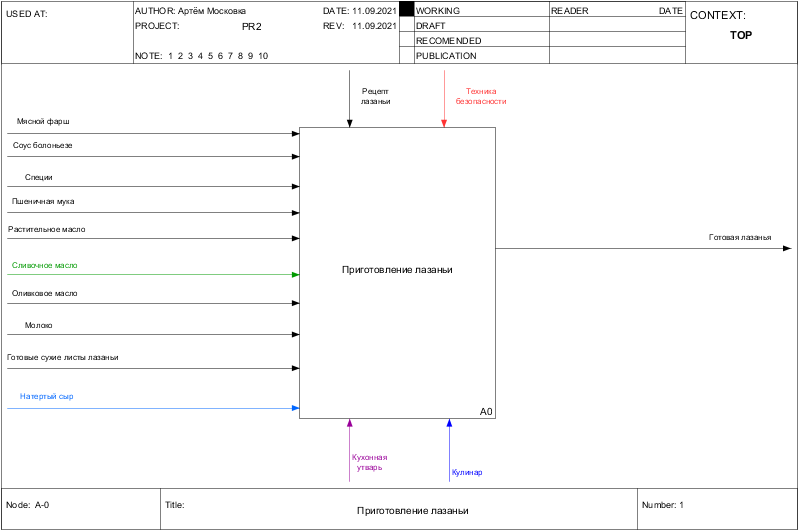 USED AT:
AUTHOR: Артём Московка
DATE: 11.09.2021
PROJECT: PR2
REV: 11.09.2021
NOTE: 1 2 3 4 5 6 7 8 9 10
WORKING
DRAFT
RECOMENDED
PUBLICATION
READER
DATE
CONTEXT:
TOP
Рецепт
лазаньи
Техника
безопасности
Мясной фарш
Соус болоньезе
Специи
Пшеничная мука
Растительное масло
Сливочное масло
Оливковое масло
Молоко
Готовые сухие листы лазаньи
Натертый сыр
Приготовление лазаньи
A0
Готовая лазанья
Кухонная
утварь
Кулинар
Node: A-0
Title:
Приготовление лазаньи
Number: 1